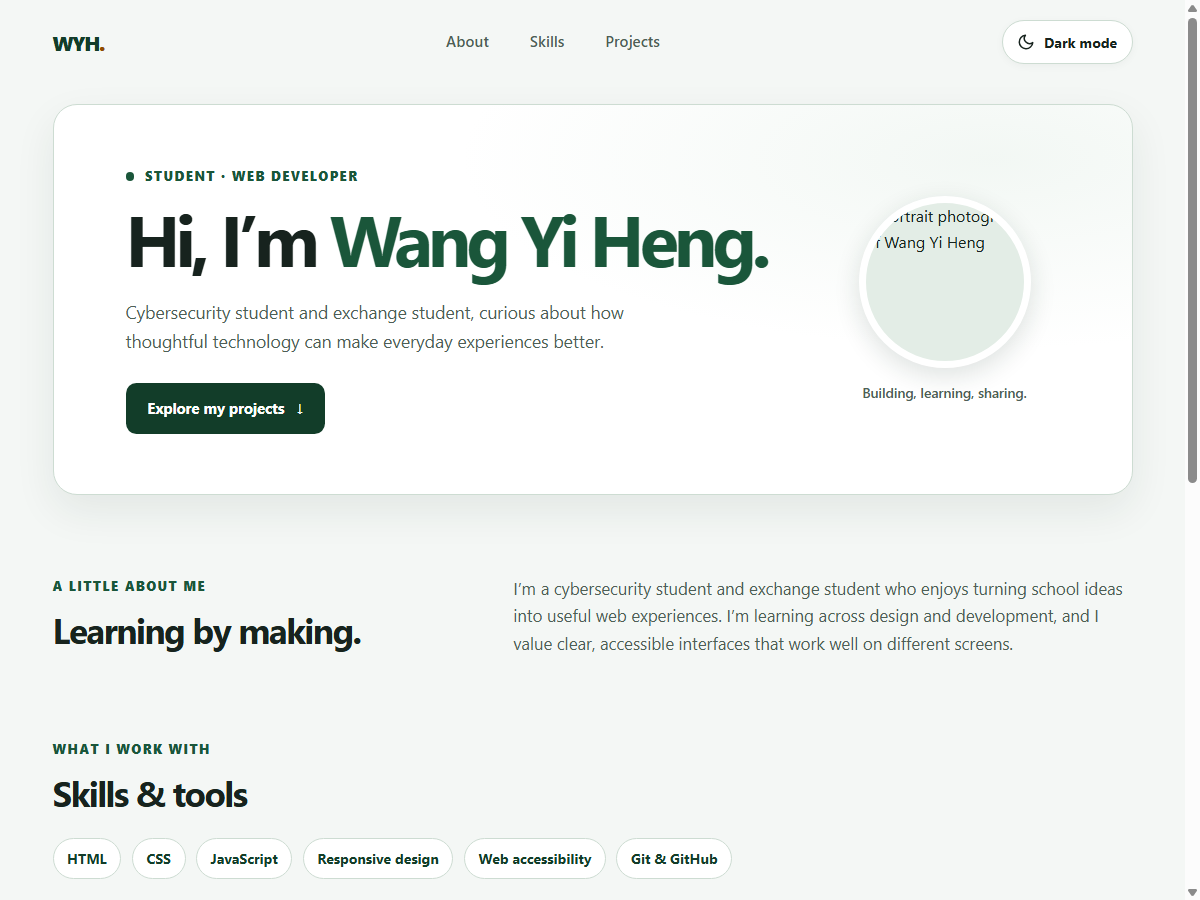 WYH.
About
Skills
Projects
Dark mode
STUDENT · WEB DEVELOPER
Hi, I’m Wang Yi Heng.
Cybersecurity student and exchange student, curious about how
thoughtful technology can make everyday experiences better.
Explore my projects ↓
Wang Yi Heng
Building, learning, sharing.
A LITTLE ABOUT ME
Learning by making.
I’m a cybersecurity student and exchange student who enjoys turning school ideas
into useful web experiences. I’m learning across design and development, and I
value clear, accessible interfaces that work well on different screens.
WHAT I WORK WITH
Skills & tools
HTML
CSS
JavaScript
Responsive design
Web accessibility
Git & GitHub